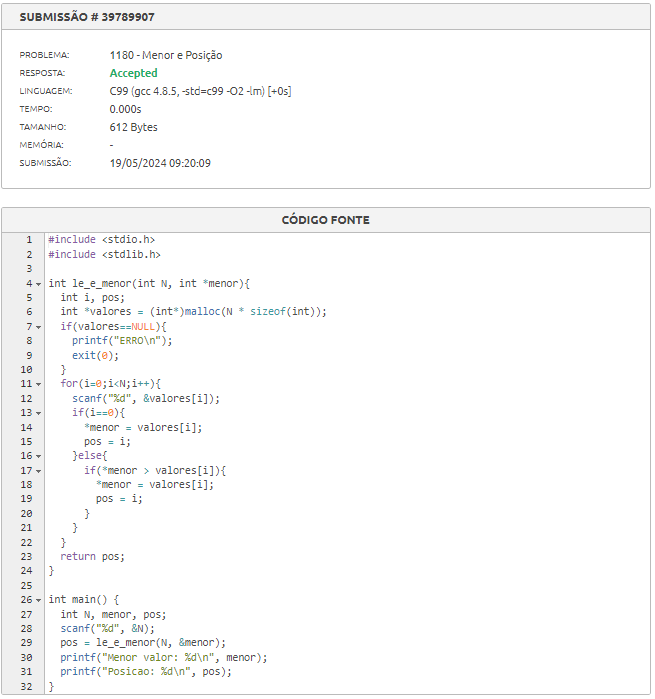 SUBMISSÃO # 39789907
PROBLEMA: 1180 - Menor e Posição
RESPOSTA: Accepted
LINGUAGEM: C99 (gcc 4.8.5, -std=c99 -O2 -lm) [+0s]
TEMPO: 0.000s
TAMANHO: 612 Bytes
MEMÓRIA: -
SUBMISSÃO: 19/05/2024 09:20:09
CÓDIGO FONTE
1 #include <stdio.h>
2 #include <stdlib.h>
3
4 int le_e_menor(int N, int *menor){
5   int i, pos;
6   int *valores = (int*)malloc(N * sizeof(int));
7   if(valores==NULL){
8     printf("ERRO\n");
9     exit(0);
10   }
11   for(i=0;i<N;i++){
12     scanf("%d", &valores[i]);
13     if(i==0){
14       *menor = valores[i];
15       pos = i;
16     }else{
17       if(*menor > valores[i]){
18         *menor = valores[i];
19         pos = i;
20       }
21     }
22   }
23   return pos;
24 }
25
26 int main() {
27   int N, menor, pos;
28   scanf("%d", &N);
29   pos = le_e_menor(N, &menor);
30   printf("Menor valor: %d\n", menor);
31   printf("Posicao: %d\n", pos);
32 }